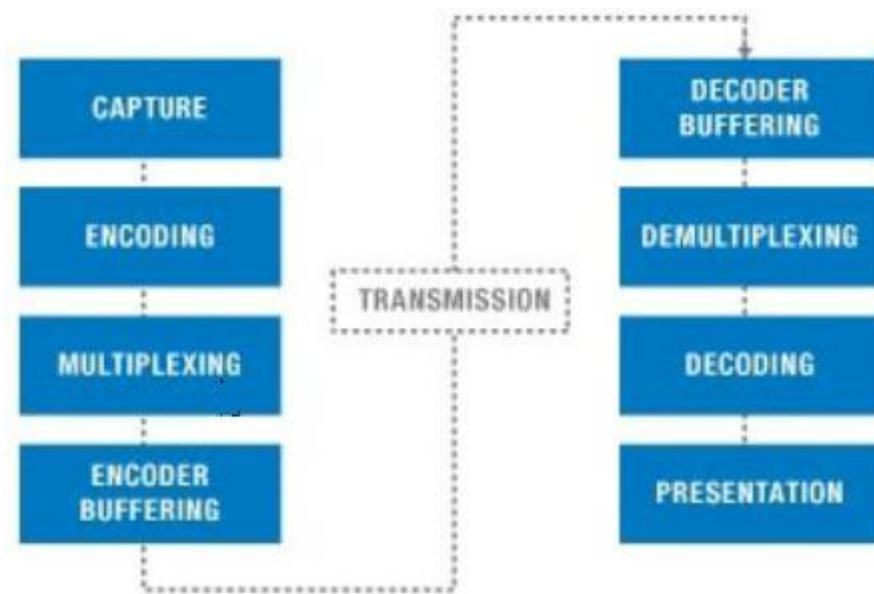 CAPTURE
ENCODING
MULTIPLEXING
ENCODER
BUFFERING
TRANSMISSION
DECODER
BUFFERING
DEMULTIPLEXING
DECODING
PRESENTATION